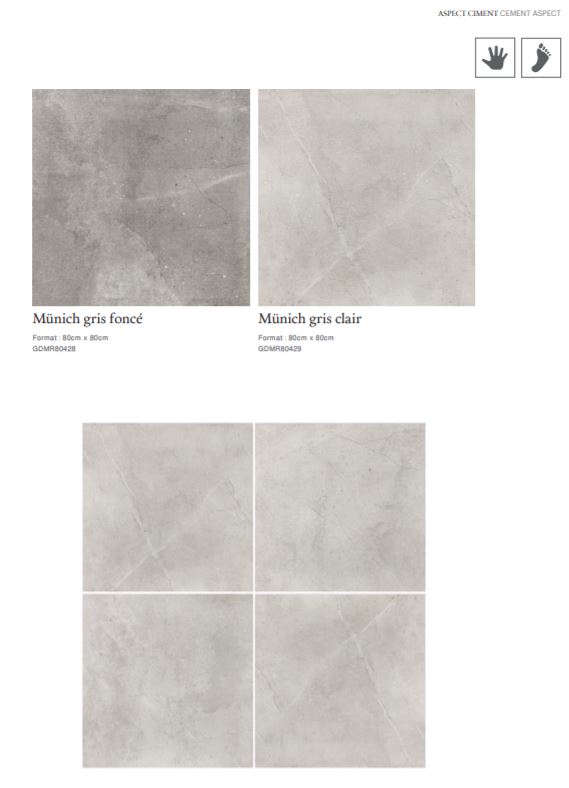 ASPECT CIMENT CEMENT ASPECT
Münich gris foncé
Format : 80cm x 80cm
GDMR80428
Münich gris clair
Format : 80cm x 80cm
GDMR80429